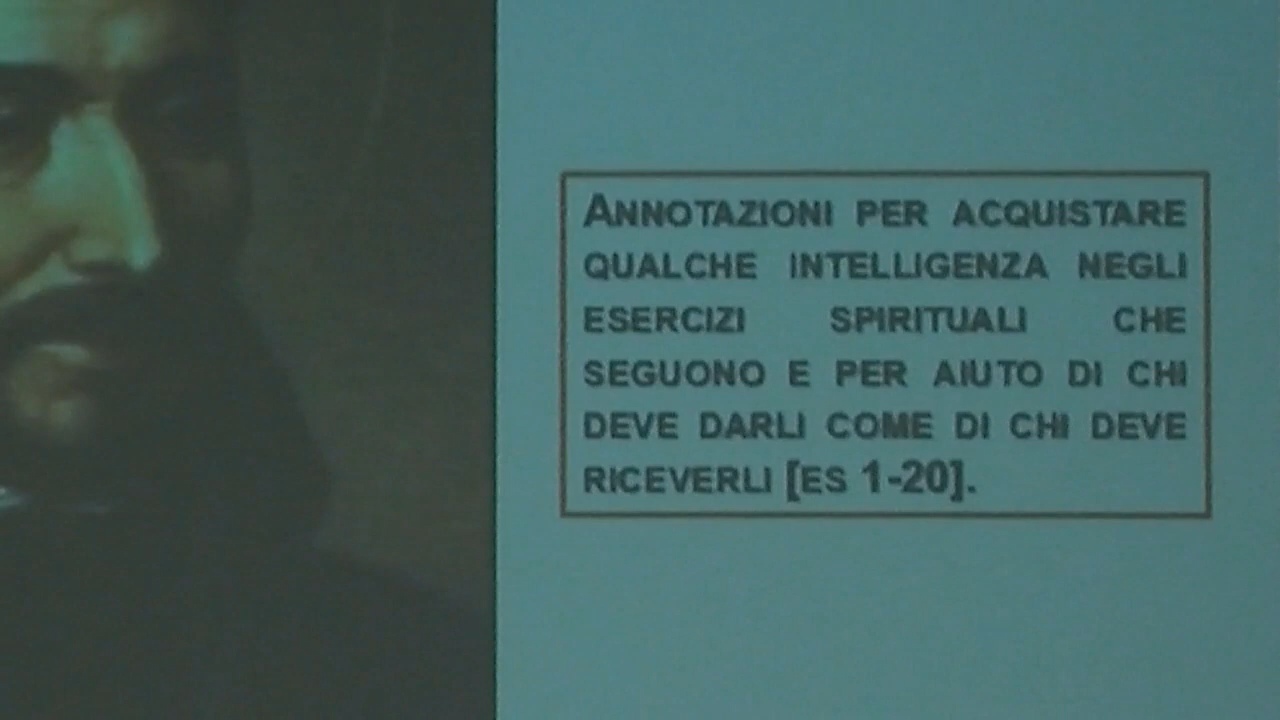 ANNOTAZIONI PER ACQUISTARE
QUALCHE INTELLIGENZA NEGLI
ESERCIZI SPIRITUALI CHE
SEGUONO E PER AIUTO DI CHI
DEVE DARLI COME DI CHI DEVE
RICEVERLI [ES 1-20].